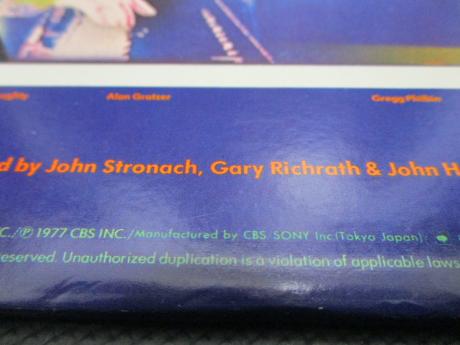 Alan Gratzer Gregg Philbin
d by John Stronach, Gary Richrath & John H
C./℗ 1977 CBS INC./Manufactured by CBS SONY Inc (Tokyo Japan):
eserved. Unauthorized duplication is a violation of applicable laws